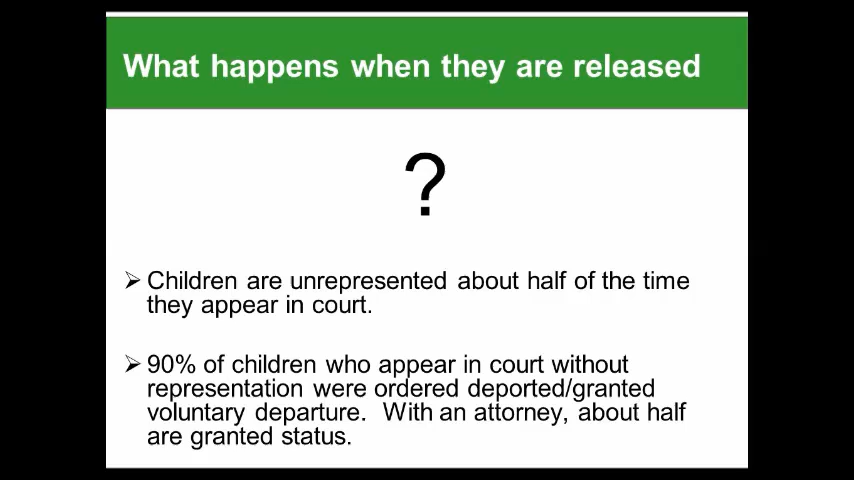 What happens when they are released
?
➢ Children are unrepresented about half of the time
they appear in court.
➢ 90% of children who appear in court without
representation were ordered deported/granted
voluntary departure.  With an attorney, about half
are granted status.